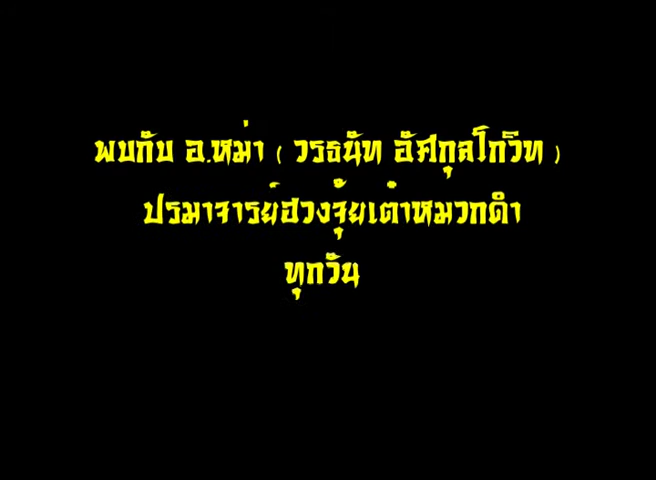 พบกับ อ.หม่า ( วรธนัท อัศกุลโกวิท )
ปรมาจารย์ฮวงจุ้ยเต๋าหมวกดำ
ทุกวัน